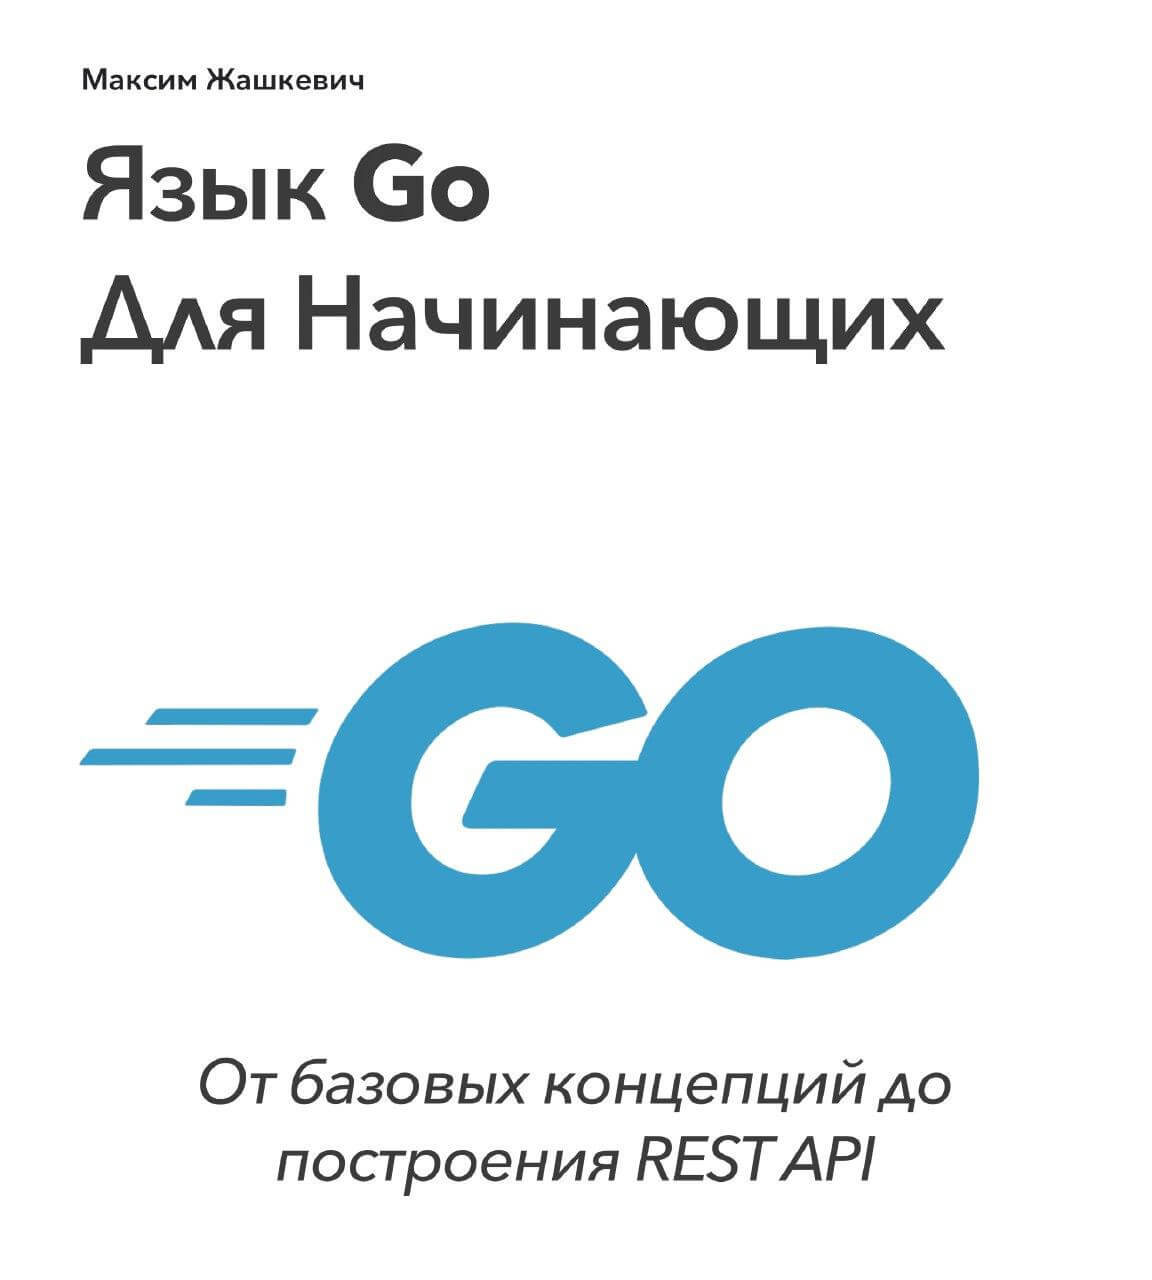 Максим Жашкевич
Язык Go
Для Начинающих
GO
От базовых концепций до
построения REST API